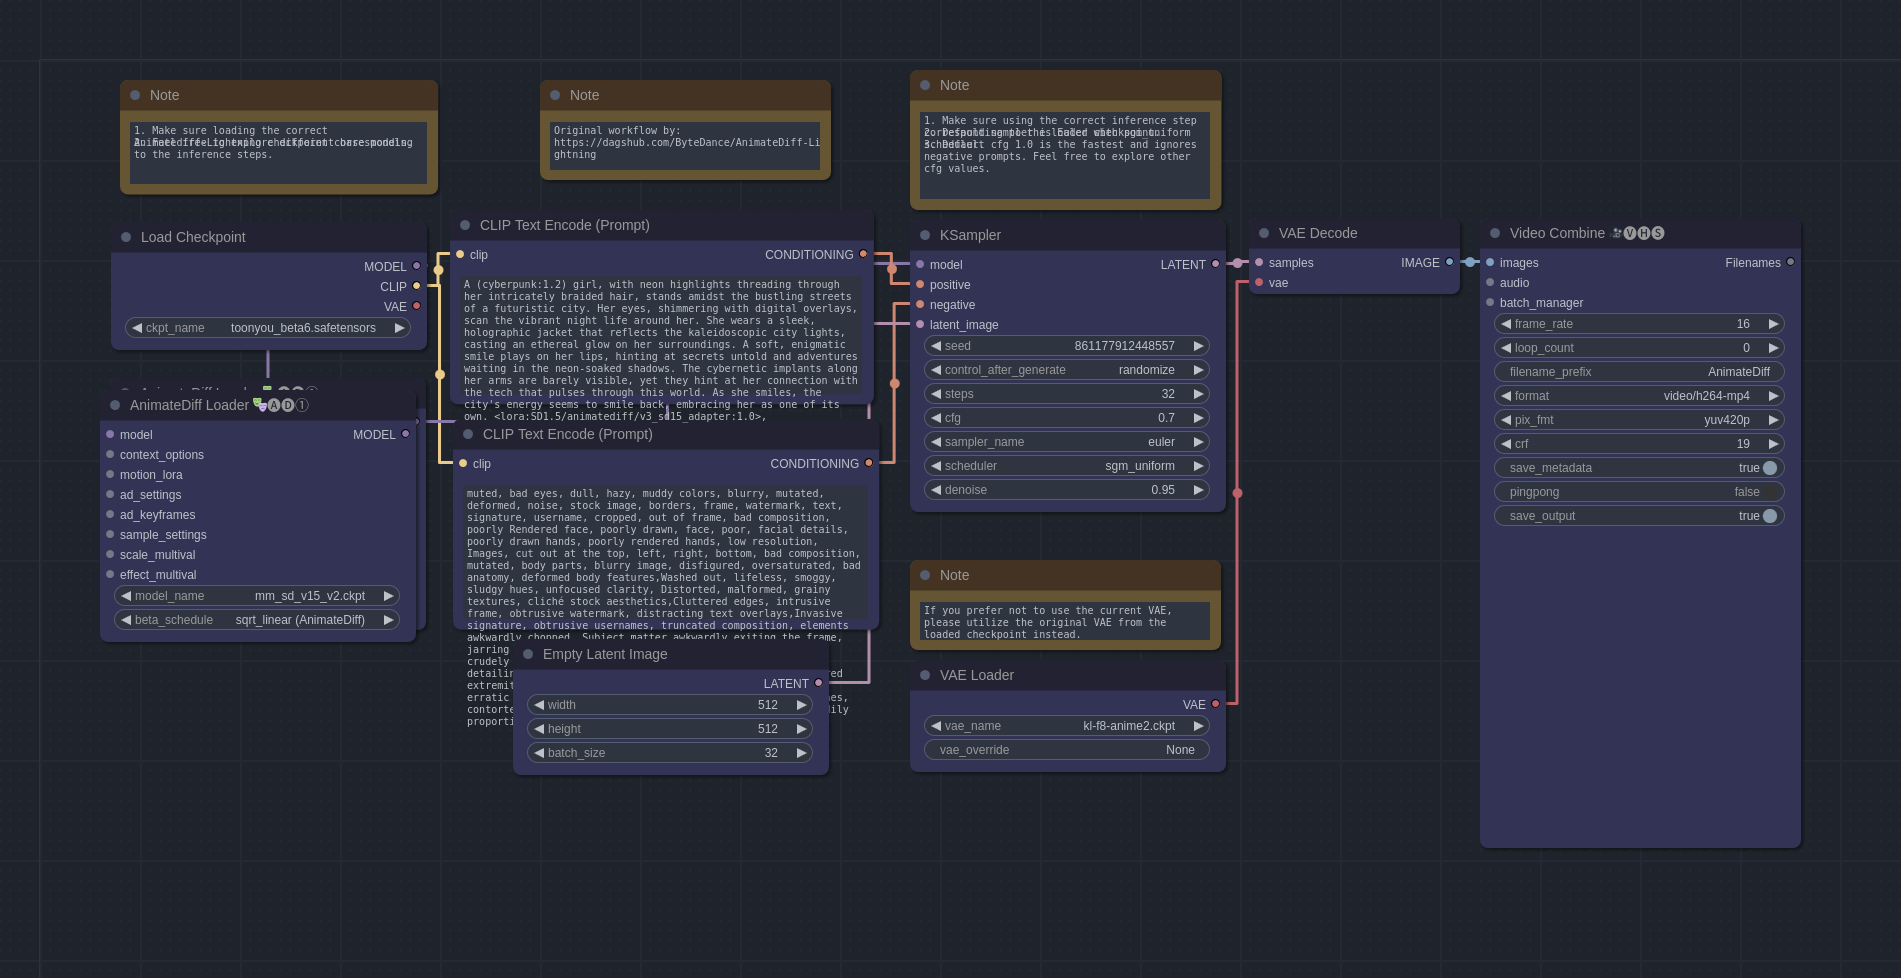 Note
1. Make sure loading the correct
to the inference steps.
Note
Original workflow by:
https://dagshub.com/ByteDance/AnimateDiff-Li
ghtning
Note
1. Make sure using the correct inference step
negative prompts. Feel free to explore other
cfg values.
Load Checkpoint
MODEL
CLIP
VAE
ckpt_name toonyou_beta6.safetensors
AnimateDiff Loader 🎭🅐🅓①
model MODEL
context_options
motion_lora
ad_settings
ad_keyframes
sample_settings
scale_multival
effect_multival
model_name mm_sd_v15_v2.ckpt
beta_schedule sqrt_linear (AnimateDiff)
CLIP Text Encode (Prompt)
clip CONDITIONING
A (cyberpunk:1.2) girl, with neon highlights threading through
her intricately braided hair, stands amidst the bustling streets
of a futuristic city. Her eyes, shimmering with digital overlays,
scan the vibrant night life around her. She wears a sleek,
holographic jacket that reflects the kaleidoscopic city lights,
casting an ethereal glow on her surroundings. A soft, enigmatic
smile plays on her lips, hinting at secrets untold and adventures
waiting in the neon-soaked shadows. The cybernetic implants along
her arms are barely visible, yet they hint at her connection with
the tech that pulses through this world. As she smiles, the
city's energy seems to smile back, embracing her as one of its
own. <lora:SD1.5/animatediff/v3_sd15_adapter:1.0>,
CLIP Text Encode (Prompt)
clip CONDITIONING
muted, bad eyes, dull, hazy, muddy colors, blurry, mutated,
deformed, noise, stock image, borders, frame, watermark, text,
signature, username, cropped, out of frame, bad composition,
poorly Rendered face, poorly drawn, face, poor, facial details,
poorly drawn hands, poorly rendered hands, low resolution,
Images, cut out at the top, left, right, bottom, bad composition,
mutated, body parts, blurry image, disfigured, oversaturated, bad
anatomy, deformed body features,Washed out, lifeless, smoggy,
sludgy hues, unfocused clarity, Distorted, malformed, grainy
textures, cliché stock aesthetics,Cluttered edges, intrusive
frame, obtrusive watermark, distracting text overlays,Invasive
signature, obtrusive usernames, truncated composition, elements
awkwardly chopped, Subject matter awkwardly exiting the frame,
jarring
crudely
detailin ed
extremit
erratic es,
contorte ily
proporti
Empty Latent Image
LATENT
width 512
height 512
batch_size 32
KSampler
model LATENT
positive
negative
latent_image
seed 861177912448557
control_after_generate randomize
steps 32
cfg 0.7
sampler_name euler
scheduler sgm_uniform
denoise 0.95
Note
If you prefer not to use the current VAE,
please utilize the original VAE from the
loaded checkpoint instead.
VAE Loader
VAE
vae_name kl-f8-anime2.ckpt
vae_override None
VAE Decode
samples IMAGE
vae
Video Combine 🎥🅥🅗🅢
images Filenames
audio
batch_manager
frame_rate 16
loop_count 0
filename_prefix AnimateDiff
format video/h264-mp4
pix_fmt yuv420p
crf 19
save_metadata true
pingpong false
save_output true